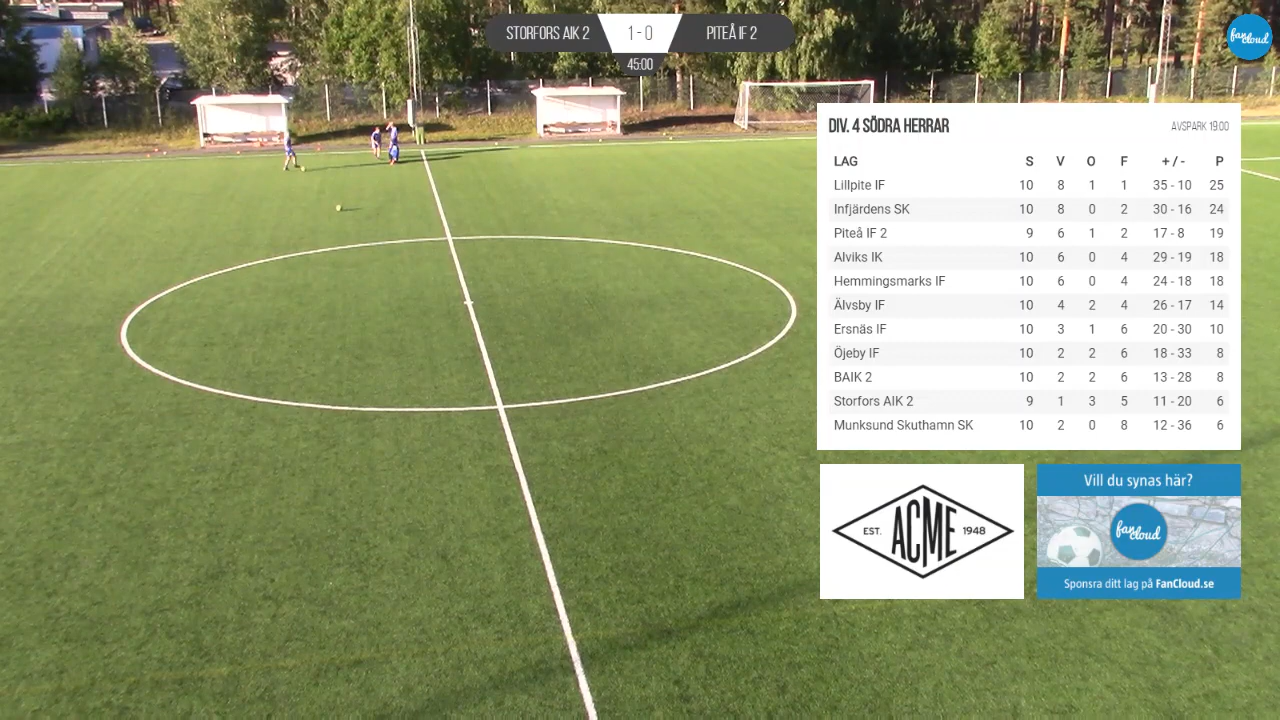 STORFORS AIK 2 1 - 0 PITEÅ IF 2
45:00
fan cloud
DIV. 4 SÖDRA HERRAR AVSPARK 19:00
LAG S V O F + / - P
Lillpite IF 10 8 1 1 35 - 10 25
Infjärdens SK 10 8 0 2 30 - 16 24
Piteå IF 2 9 6 1 2 17 - 8 19
Alviks IK 10 6 0 4 29 - 19 18
Hemmingsmarks IF 10 6 0 4 24 - 18 18
Älvsby IF 10 4 2 4 26 - 17 14
Ersnäs IF 10 3 1 6 20 - 30 10
Öjeby IF 10 2 2 6 18 - 33 8
BAIK 2 10 2 2 6 13 - 28 8
Storfors AIK 2 9 1 3 5 11 - 20 6
Munksund Skuthamn SK 10 2 0 8 12 - 36 6
EST. ACME 1948
Vill du synas här?
fan cloud
Sponsra ditt lag på FanCloud.se